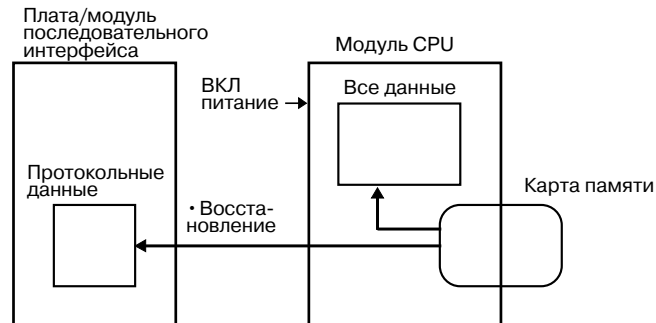 Плата/модуль
последовательного
интерфейса
Модуль CPU
ВКЛ
питание
Все данные
Протокольные
данные
• Восста-
новление
Карта памяти